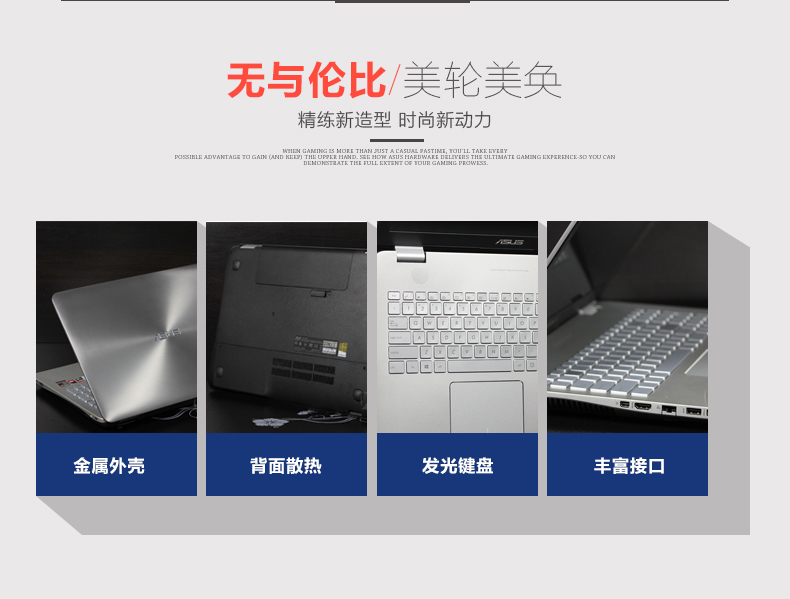 无与伦比/美轮美奂
精练新造型 时尚新动力
WHEN GAMING IS MORE THAN JUST A CASUAL PASTIME, YOU'LL TAKE EVERY
POSSIBLE ADVANTAGE TO GAIN (AND KEEP) THE UPPER HAND. SEE HOW ASUS HARDWARE DELIVERS THE ULTIMATE GAMING EXPERIENCE-SO YOU CAN
DEMONSTRATE THE FULL EXTENT OF YOUR GAMING PROWESS.
ASUS
ASUS
金属外壳
背面散热
发光键盘
丰富接口